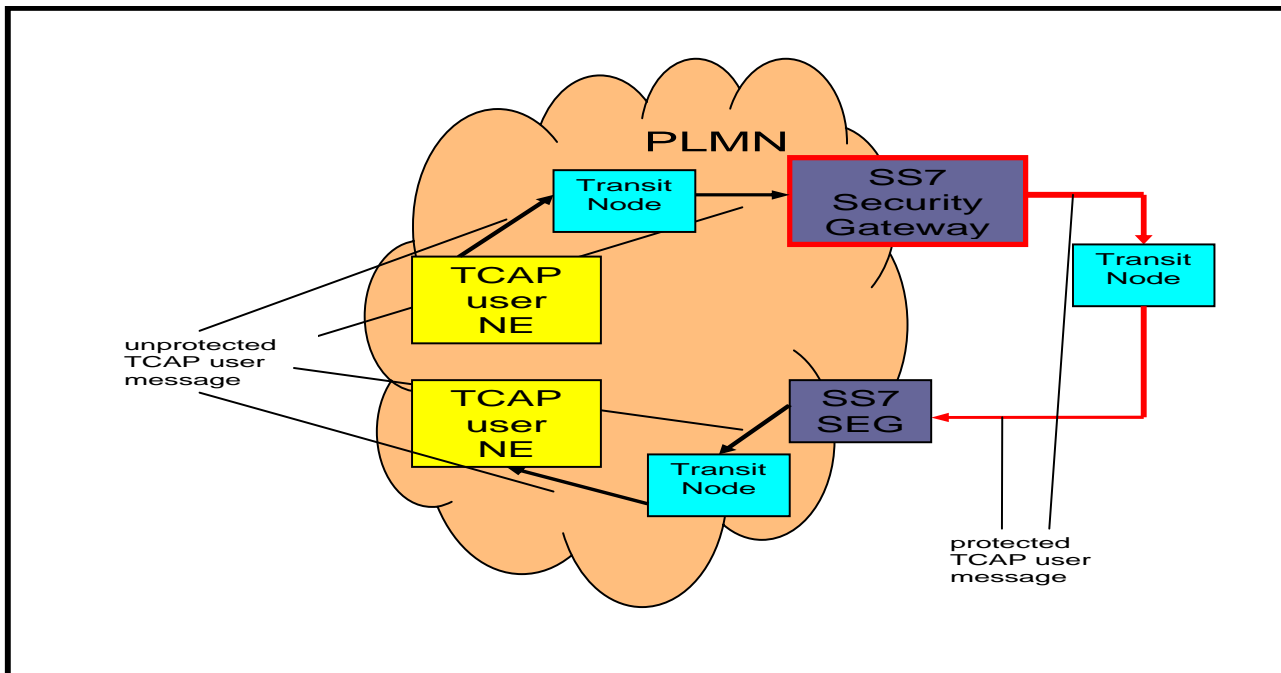 PLMN
Transit
Node
SS7
Security
Gateway
TCAP
user
NE
Transit
Node
unprotected
TCAP user
message
TCAP
user
NE
SS7
SEG
Transit
Node
protected
TCAP user
message